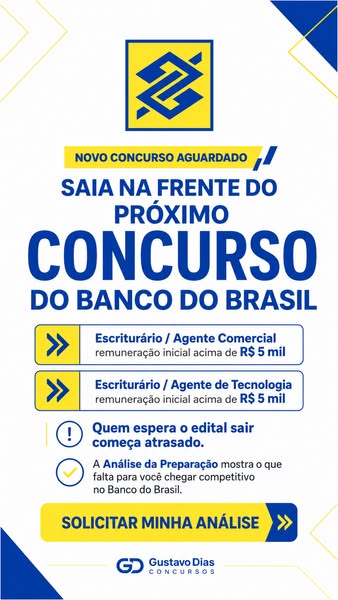 NOVO CONCURSO AGUARDADO
SAIA NA FRENTE DO
PRÓXIMO
CONCURSO
DO BANCO DO BRASIL
Escriturário / Agente Comercial
remuneração inicial acima de R$ 5 mil
Escriturário / Agente de Tecnologia
remuneração inicial acima de R$ 5 mil
Quem espera o edital sair
começa atrasado.
A Análise da Preparação mostra o que
falta para você chegar competitivo
no Banco do Brasil.
SOLICITAR MINHA ANÁLISE
GD Gustavo Dias
CONCURSOS